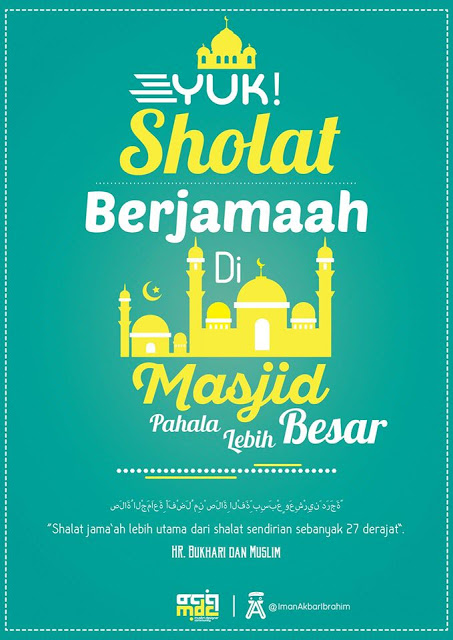 YUK!
Sholat
Berjamaah
Di
Masjid
Pahala Lebih Besar
صَلَاةُ الْجَمَاعَةِ أَفْضَلُ مِنْ صَلَاةِ الْفَذِّ بِسَبْعٍ وَعِشْرِينَ دَرَجَةً
"Shalat jama'ah lebih utama dari shalat sendirian sebanyak 27 derajat".
HR. Bukhari dan Muslim
@ImanAkbarIbrahim